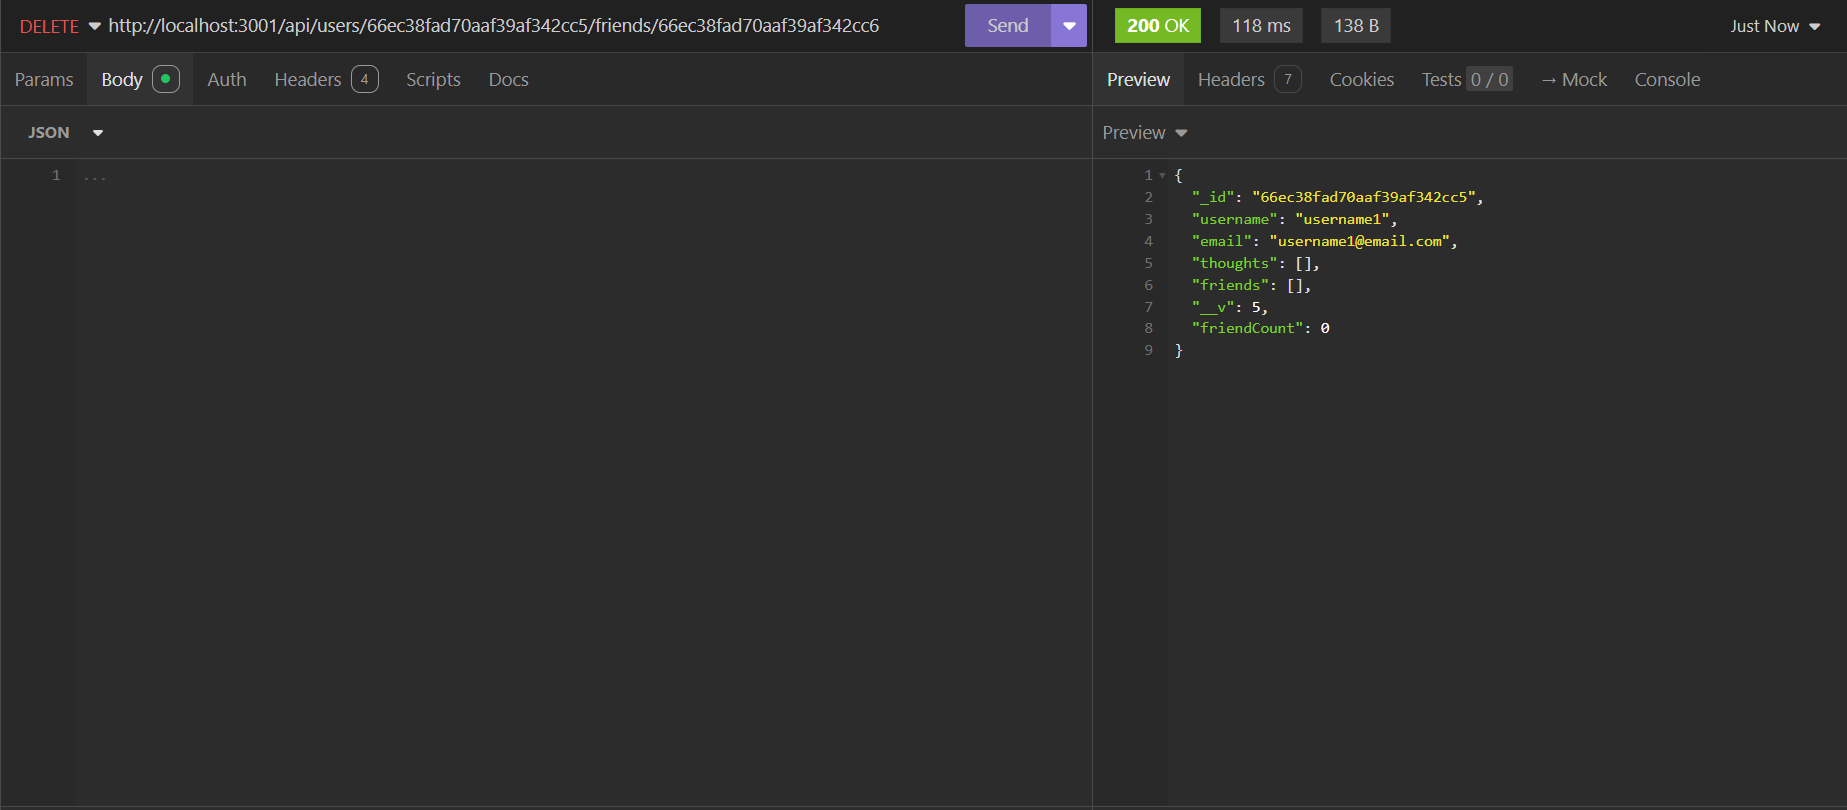 DELETE http://localhost:3001/api/users/66ec38fad70aaf39af342cc5/friends/66ec38fad70aaf39af342cc6 Send
200 OK 118 ms 138 B Just Now
Params Body Auth Headers 4 Scripts Docs
Preview Headers 7 Cookies Tests 0 / 0 → Mock Console
JSON
Preview
1 ...
1 {
2 "_id": "66ec38fad70aaf39af342cc5",
3 "username": "username1",
4 "email": "username1@email.com",
5 "thoughts": [],
6 "friends": [],
7 "__v": 5,
8 "friendCount": 0
9 }